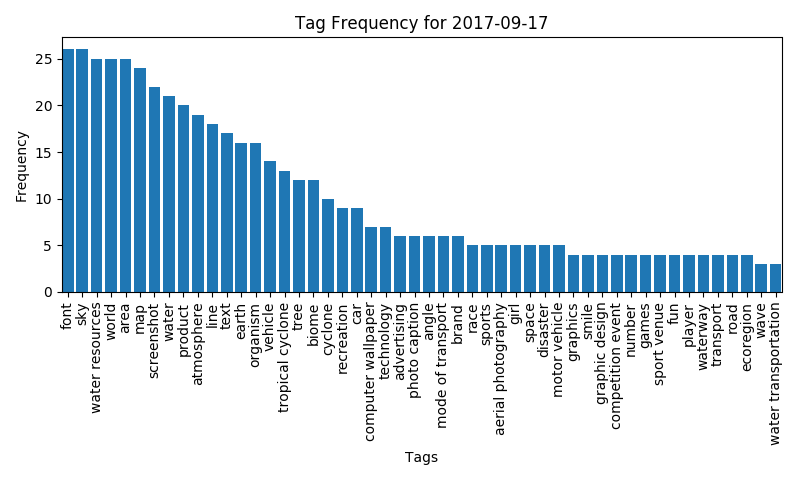 Tag Frequency for 2017-09-17
Frequency
25
20
15
10
5
0
font
sky
water resources
world
area
map
screenshot
water
product
atmosphere
line
text
earth
organism
vehicle
tropical cyclone
tree
biome
cyclone
recreation
car
computer wallpaper
technology
advertising
photo caption
angle
mode of transport
brand
race
sports
aerial photography
girl
space
disaster
motor vehicle
graphics
smile
graphic design
competition event
number
games
sport venue
fun
player
waterway
transport
road
ecoregion
wave
water transportation
Tags